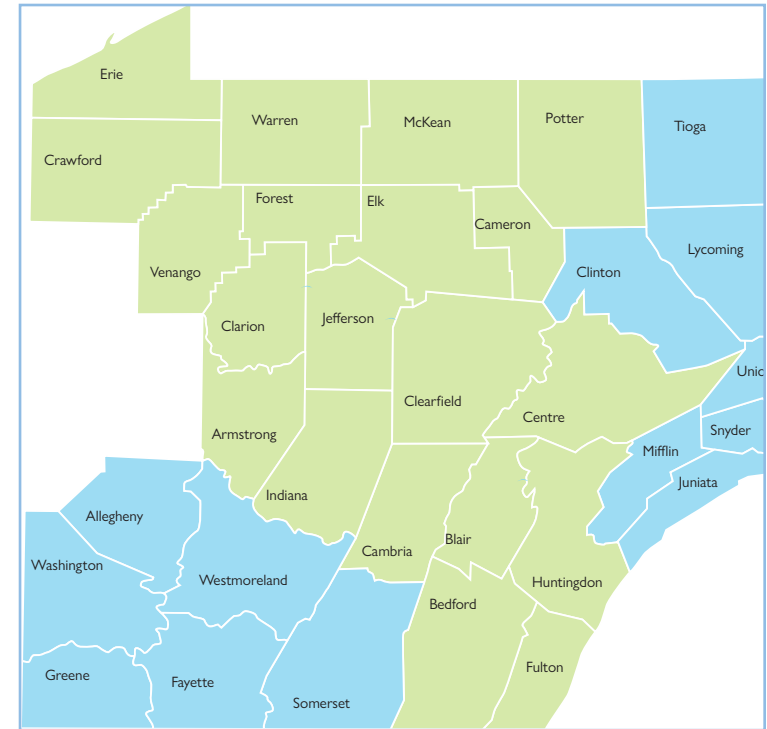 Erie
Warren
McKean
Potter
Tioga
Crawford
Forest
Elk
Cameron
Lycoming
Venango
Clinton
Clarion
Jefferson
Unic
Clearfield
Centre
Snyder
Armstrong
Mifflin
Juniata
Indiana
Allegheny
Blair
Cambria
Washington
Westmoreland
Huntingdon
Bedford
Fulton
Greene
Fayette
Somerset